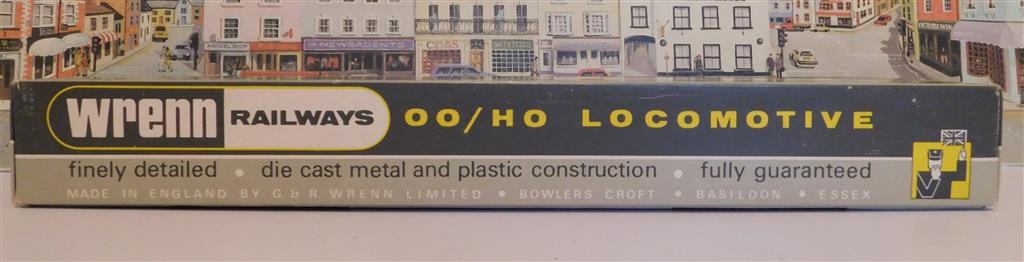 MODEL SHOP
NEWSAGENTS
wrenn RAILWAYS OO/HO LOCOMOTIVE
finely detailed • die cast metal and plastic construction • fully guaranteed
MADE IN ENGLAND BY G. & R. WRENN LIMITED • BOWLERS CROFT • BASILDON • ESSEX